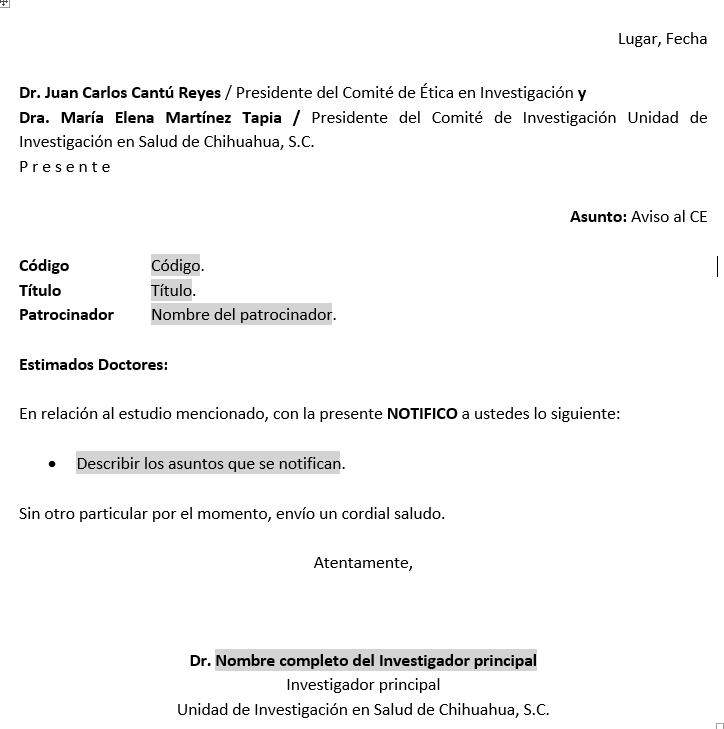 Lugar, Fecha
Dr. Juan Carlos Cantú Reyes / Presidente del Comité de Ética en Investigación y
Dra. María Elena Martínez Tapia / Presidente del Comité de Investigación Unidad de
Investigación en Salud de Chihuahua, S.C.
P r e s e n t e
Asunto: Aviso al CE
Código Código.
Título Título.
Patrocinador Nombre del patrocinador.
Estimados Doctores:
En relación al estudio mencionado, con la presente NOTIFICO a ustedes lo siguiente:
• Describir los asuntos que se notifican.
Sin otro particular por el momento, envío un cordial saludo.
Atentamente,
Dr. Nombre completo del Investigador principal
Investigador principal
Unidad de Investigación en Salud de Chihuahua, S.C.